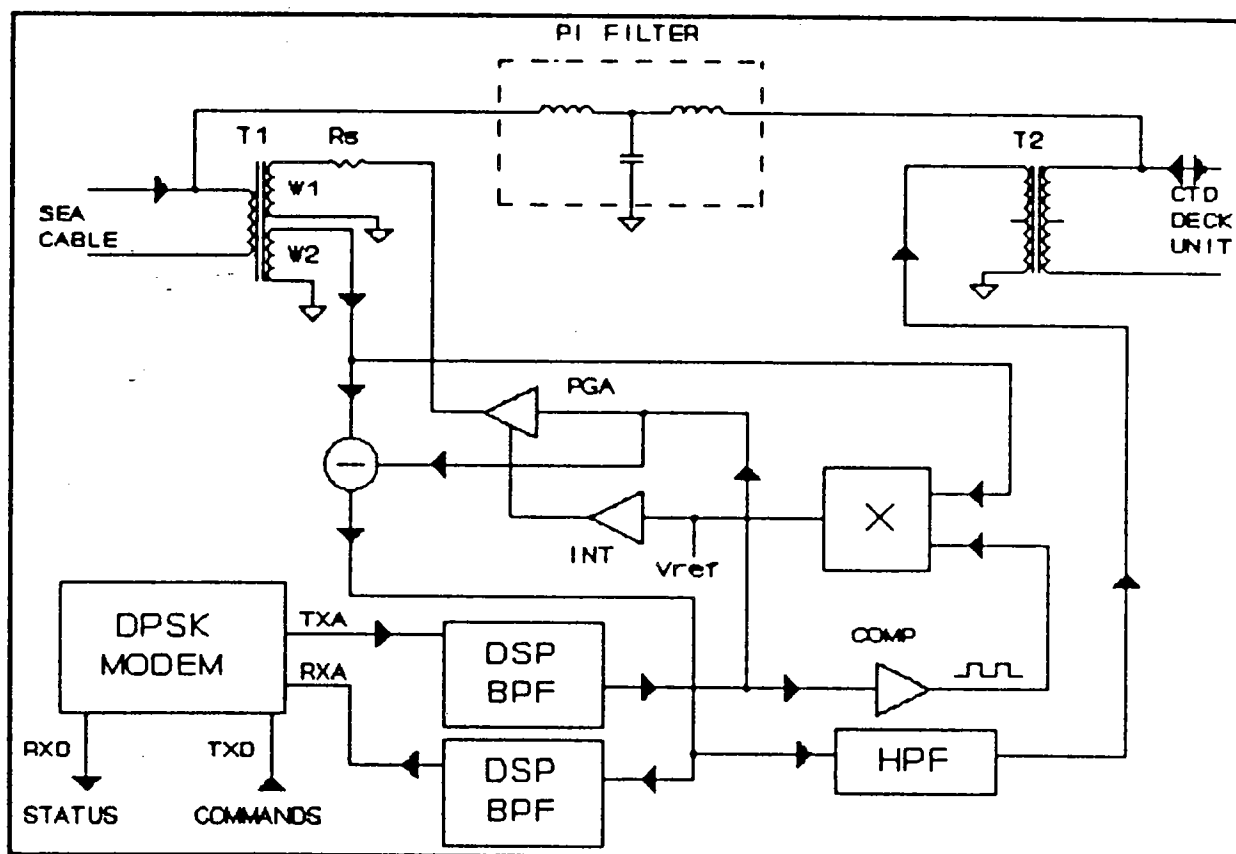 PI FILTER
T1
Rs
T2
W1
SEA
CABLE
W2
CTD
DECK
UNIT
PGA
—
X
INT
Vref
DPSK
MODEM
TXA
RXA
DSP
BPF
COMP
RXD
TXD
DSP
BPF
HPF
STATUS
COMMANDS